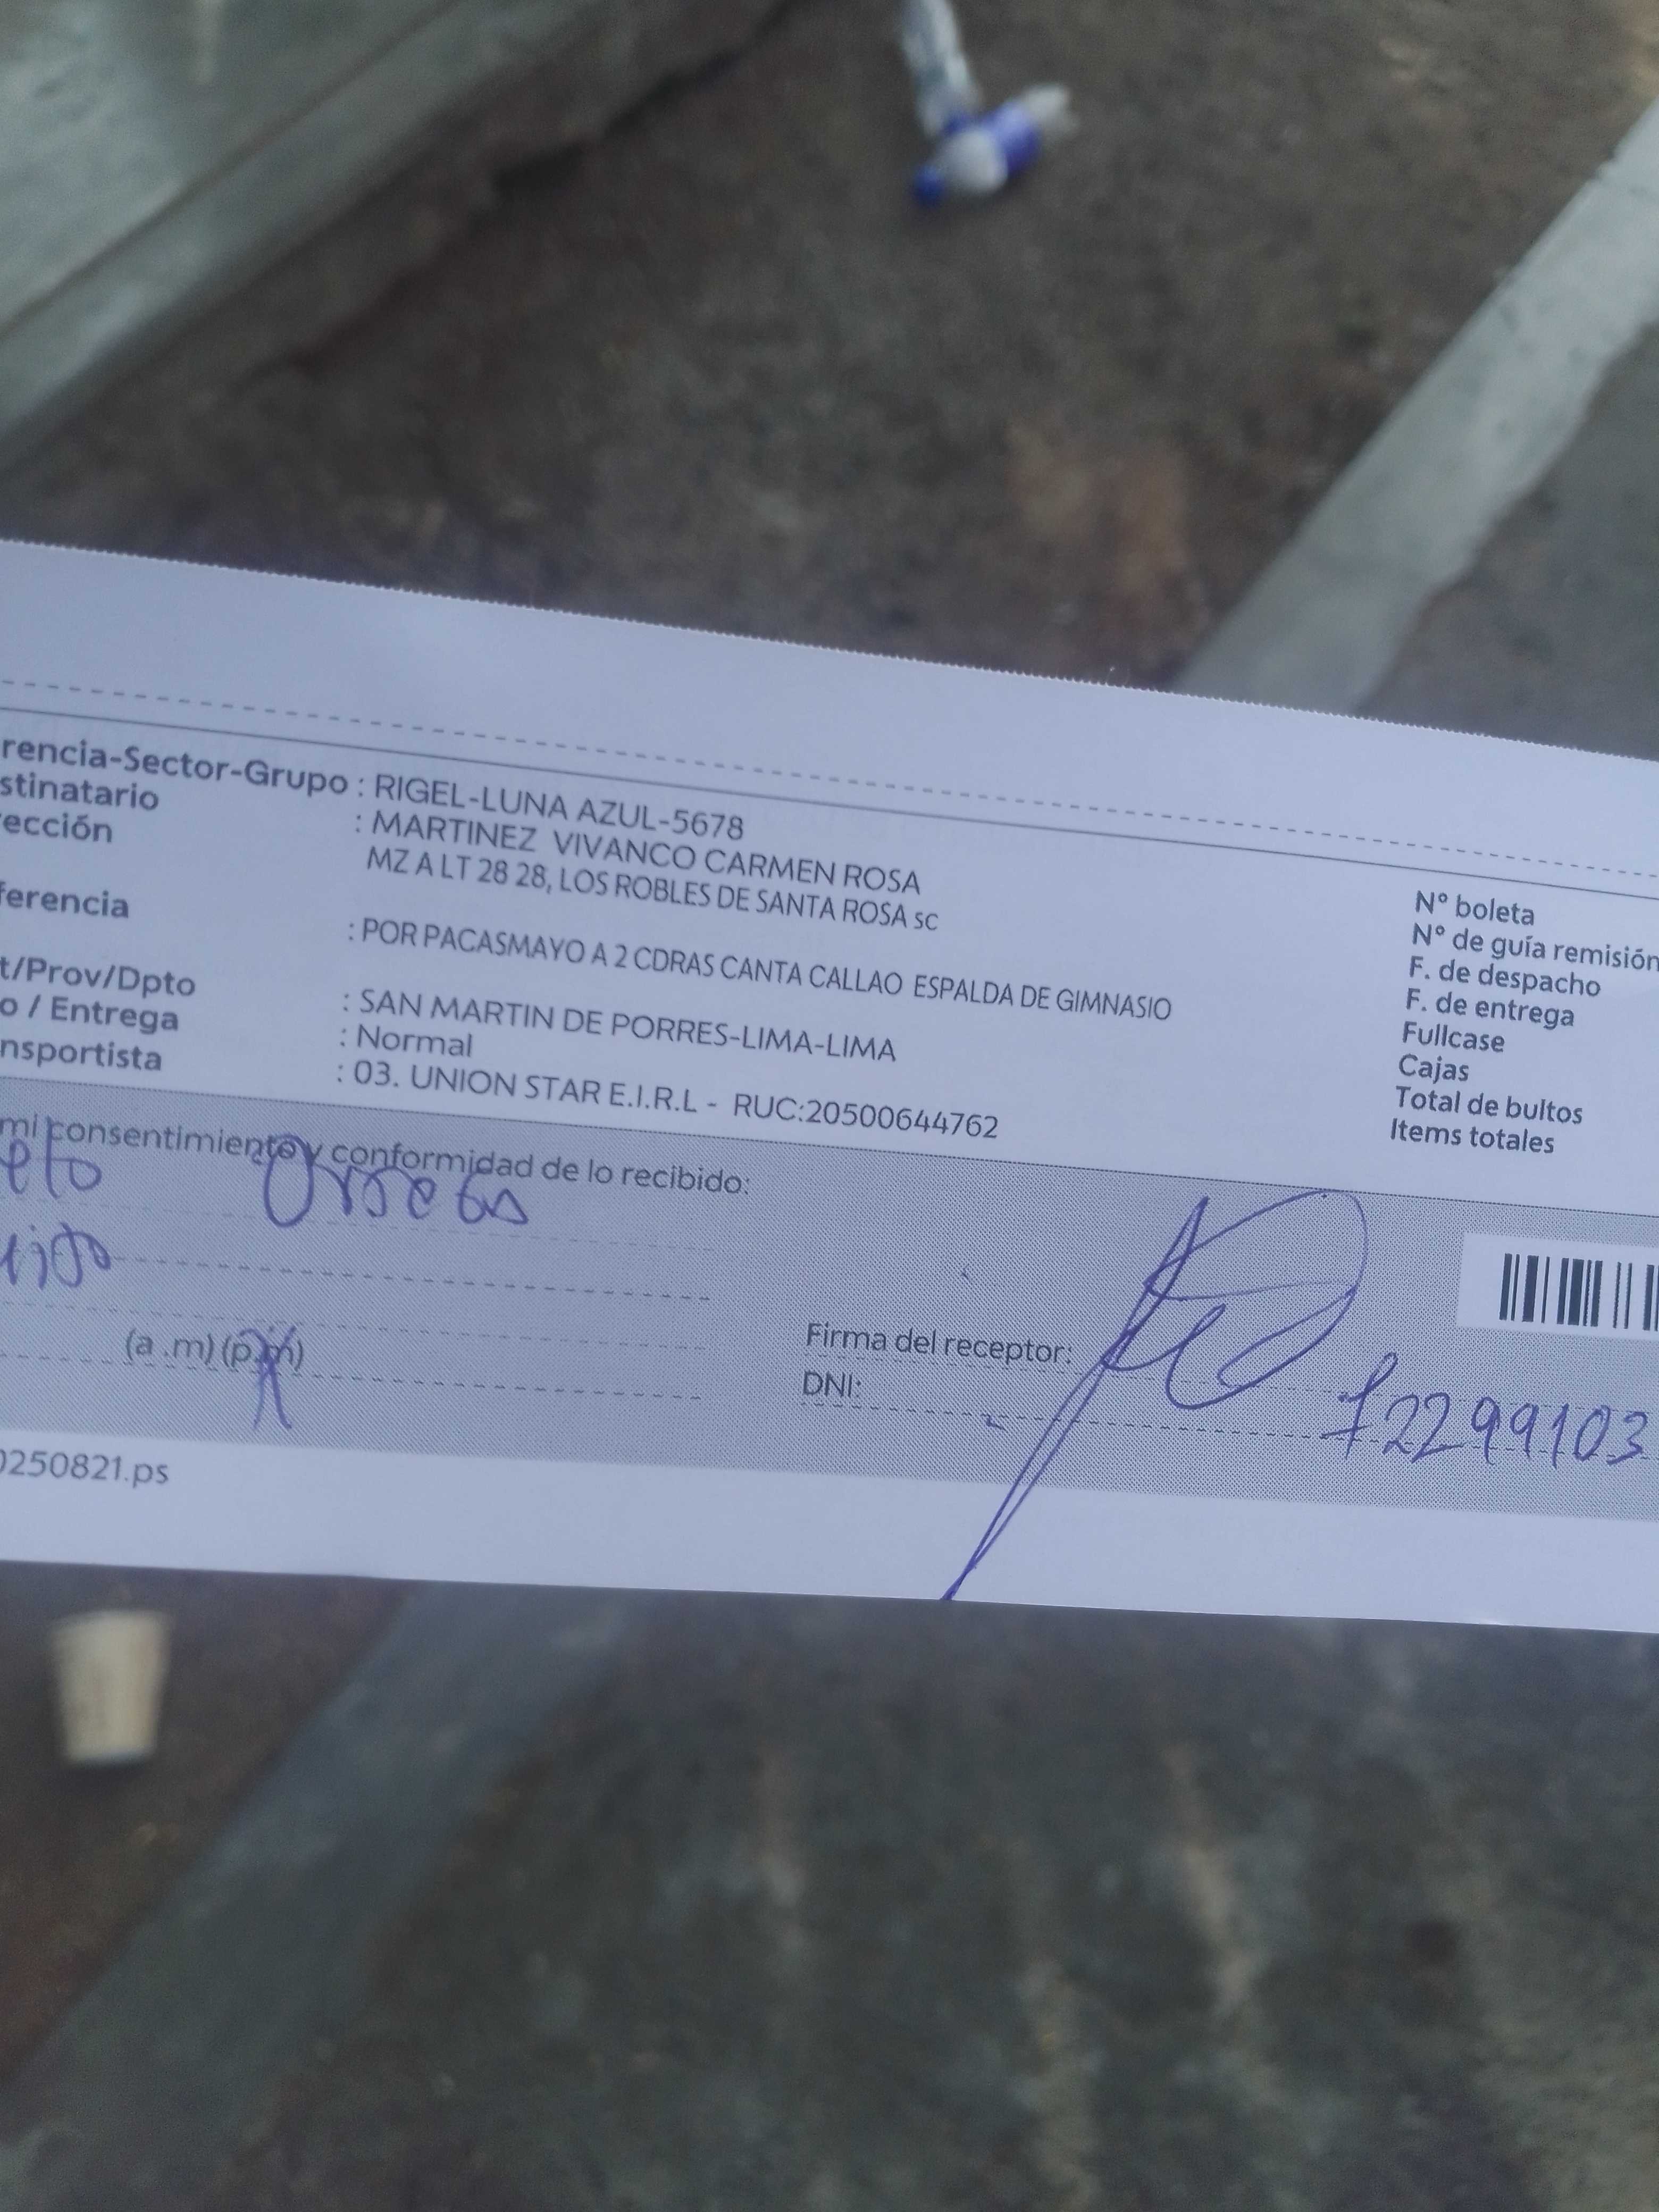 rencia-Sector-Grupo : RIGEL-LUNA AZUL-5678
stinatario : MARTINEZ VIVANCO CARMEN ROSA
ección MZ A LT 28 28, LOS ROBLES DE SANTA ROSA sc
ferencia : POR PACASMAYO A 2 CDRAS CANTA CALLAO ESPALDA DE GIMNASIO
t/Prov/Dpto : SAN MARTIN DE PORRES-LIMA-LIMA
o / Entrega : Normal
nsportista : 03. UNION STAR E.I.R.L - RUC:20500644762
N° boleta
N° de guía remisión
F. de despacho
F. de entrega
Fullcase
Cajas
Total de bultos
Items totales
mi consentimiento y conformidad de lo recibido:
(a .m) (p.m)
Firma del receptor:
DNI: 72299103
0250821.ps